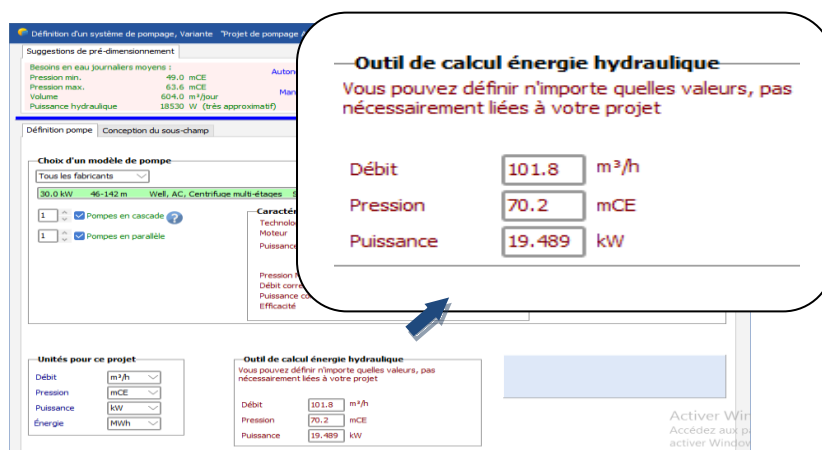 Définition d'un système de pompage, Variante "Projet de pompage
Suggestions de pré-dimensionnement
Besoins en eau journaliers moyens :
Pression min. 49.0 mCE
Pression max. 63.6 mCE
Volume 604.0 m³/jour
Puissance hydraulique 18530 W (très approximatif)
Définition pompe Conception du sous-champ
Choix d'un modèle de pompe
Tous les fabricants
30.0 kW 46-142 m Well, AC, Centrifuge multi-étages
1 Pompes en cascade ?
1 Pompes en parallèle
Moteur
Puissance
Pression
Débit
Puissance
Efficacité
Outil de calcul énergie hydraulique
Vous pouvez définir n'importe quelles valeurs, pas
nécessairement liées à votre projet
Débit 101.8 m³/h
Pression 70.2 mCE
Puissance 19.489 kW
Unités pour ce projet
Débit m³/h
Pression mCE
Puissance kW
Énergie MWh
Outil de calcul énergie hydraulique
Vous pouvez définir n'importe quelles valeurs, pas
nécessairement liées à votre projet
Débit 101.8 m³/h
Pression 70.2 mCE
Puissance 19.489 kW
Activer Win
Accédez aux p
activer Window